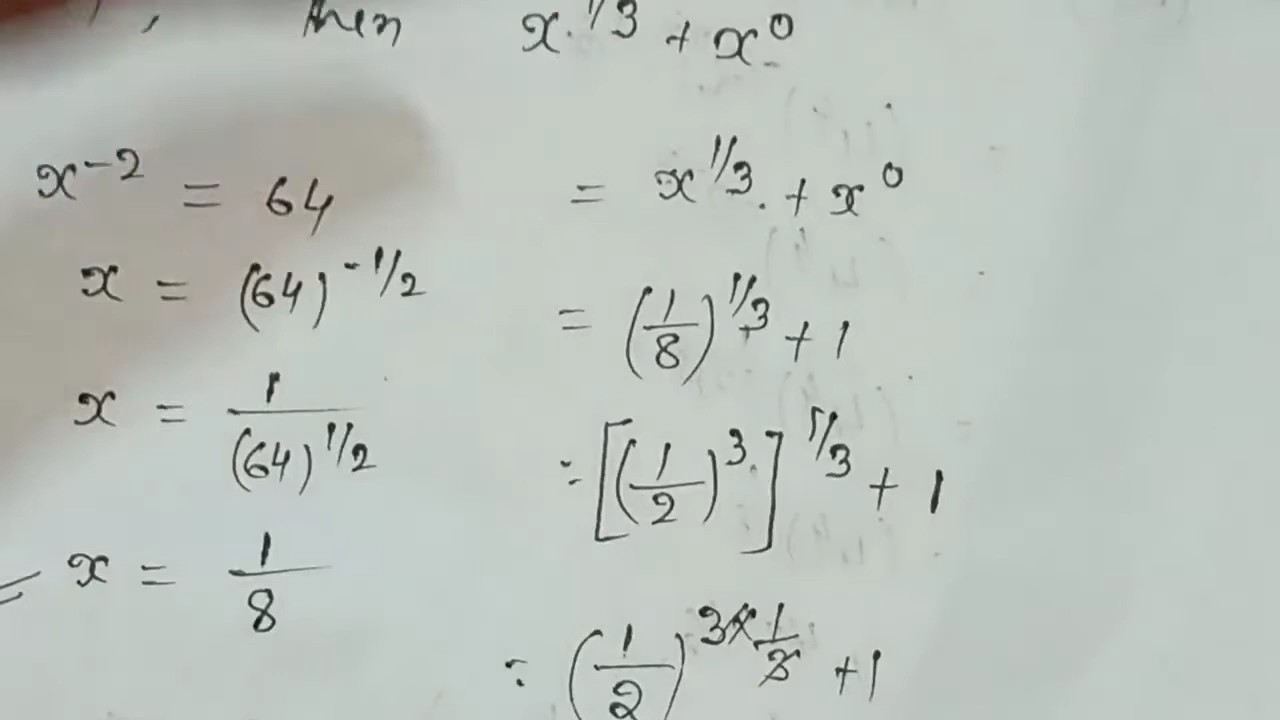 , then x^1/3 + x^0
x^-2 = 64
x = (64)^-1/2
x = 1/(64)^1/2
x = 1/8
= x^1/3 + x^0
= (1/8)^1/3 + 1
= [(1/2)^3]^1/3 + 1
= (1/2)^3×1/3 + 1